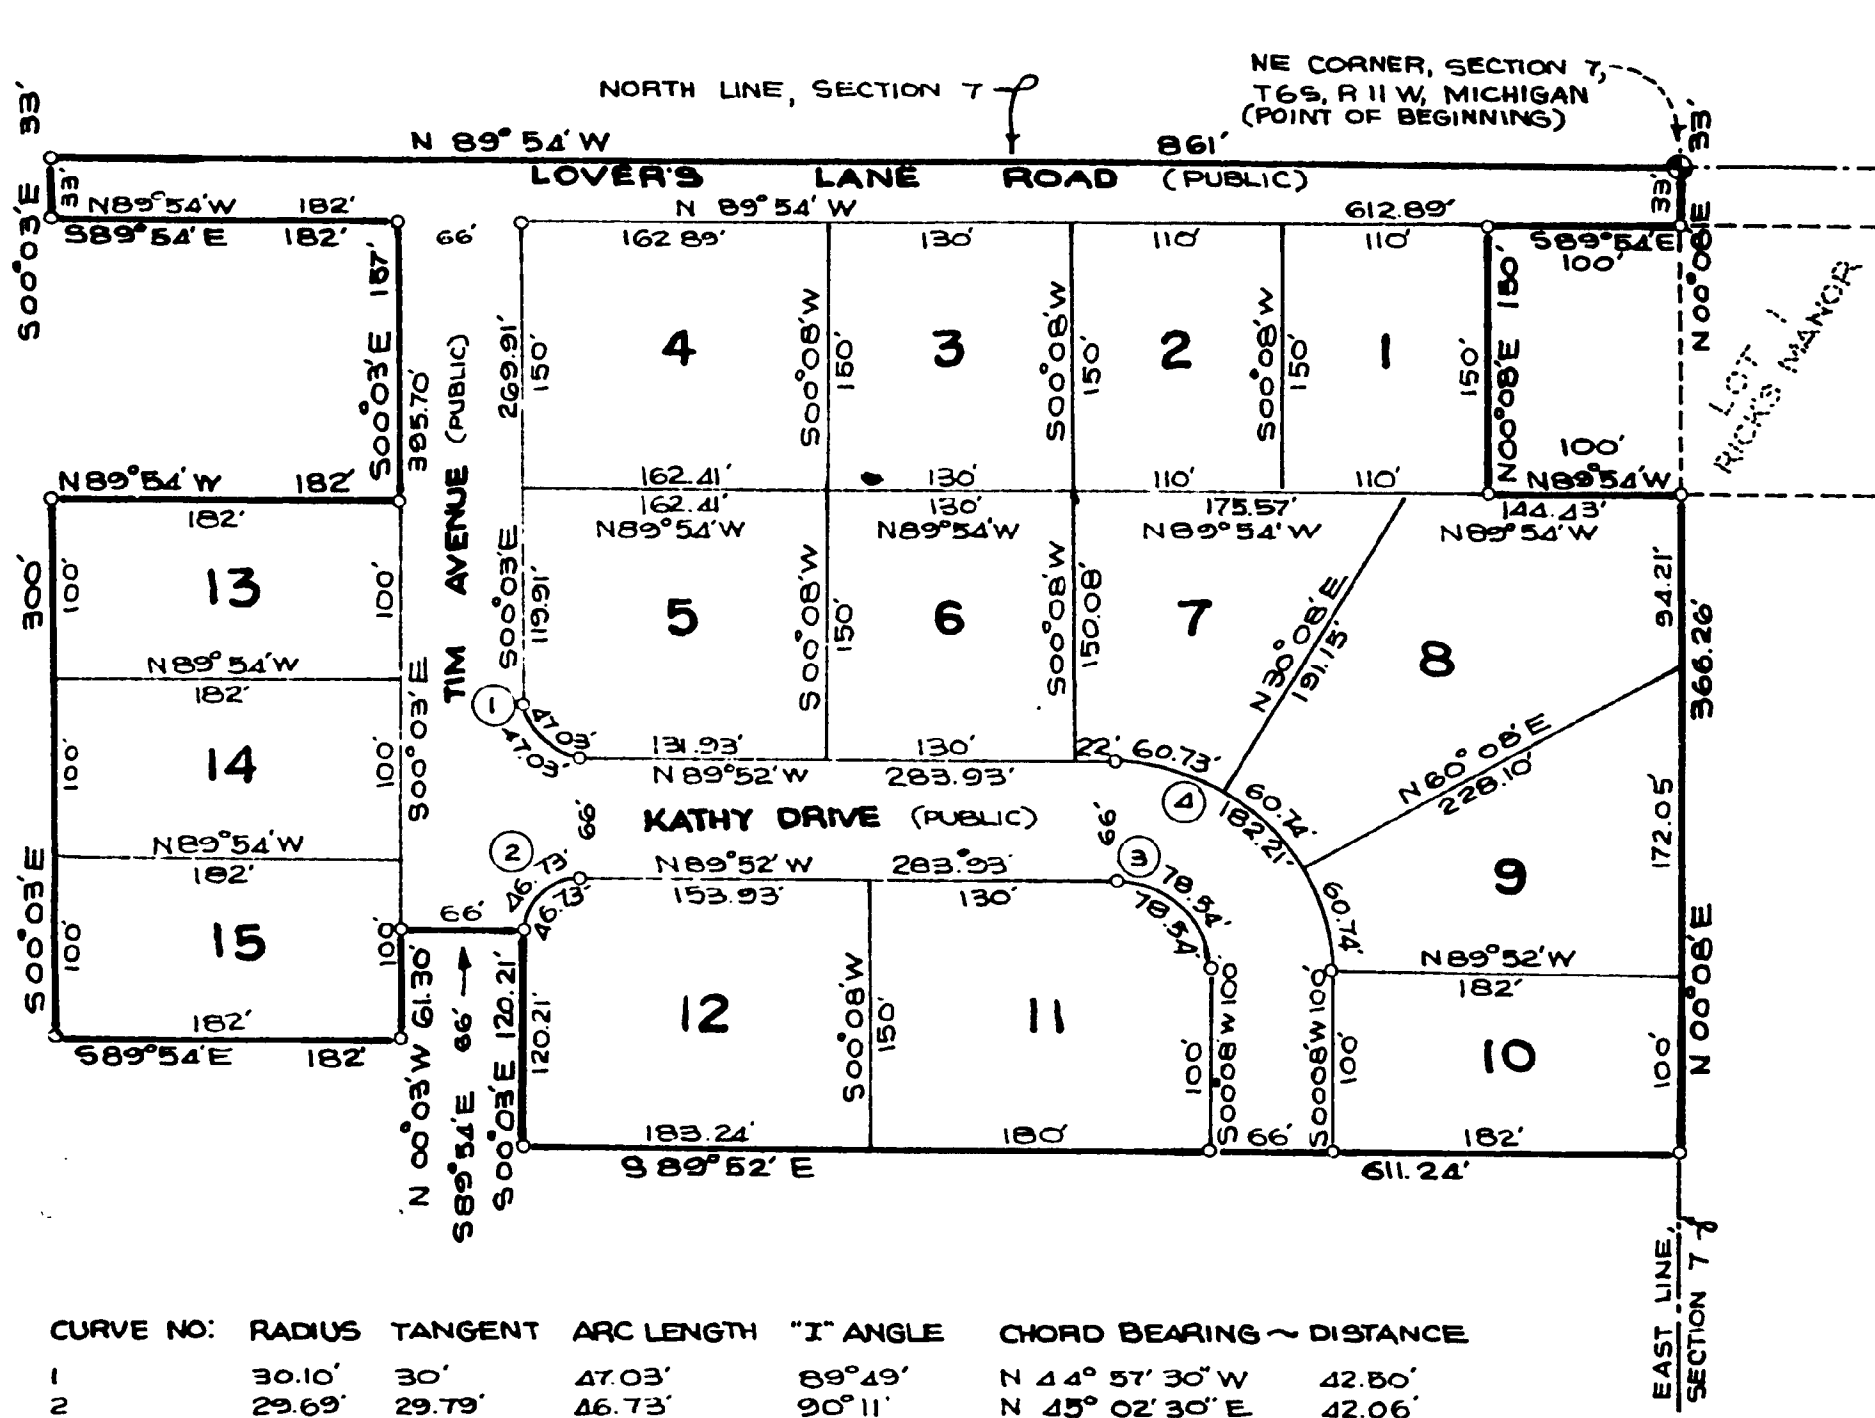 NORTH LINE, SECTION 7
NE CORNER, SECTION 7,
T6S, R 11 W, MICHIGAN
(POINT OF BEGINNING)
33'
33'
N 89° 54' W 861'
LOVER'S LANE ROAD (PUBLIC)
33'
33'
S00°03'E
N89°54'W 182'
S89°54'E 182'
66'
N 89°54' W 612.89'
162.89' 130' 110' 110'
S89°54'E
100'
N00°08'E
157'
S00°03'E
395.70'
TIM AVENUE (PUBLIC)
269.91'
150'
4
S00°08'W
150'
3
S00°08'W
150'
2
S00°08'W
150'
1
150'
N00°08'E 150'
LOT 1
RICK'S MANOR
162.41' 130' 110' 110'
100'
N89°54'W
N89°54'W 182'
182'
162.41' 130' 175.57' 144.43'
N89°54'W N89°54'W N89°54'W N89°54'W
300'
100'
13
100'
S00°03'E
119.91'
5
S00°08'W
150'
6
S00°08'W
150.08'
7
N30°08'E
191.15'
8
94.21'
366.26'
N89°54'W
182'
100'
14
100'
S00°03'E
1
47.03'
47.03'
131.93' 130' 22' 60.73'
N89°52'W 283.93'
N60°08'E
228.10'
4
60.74'
182.21'
66'
KATHY DRIVE (PUBLIC)
66'
172.05'
9
N89°54'W
182'
2
46.73'
46.73'
N89°52'W 283.93'
153.93' 130'
3
78.54'
78.54'
60.74'
S00°03'E
100'
15
100'
66'
N89°52'W
182'
N00°08'E
182'
S89°54'E 182'
N 00°03'W 61.30'
S89°54'E 66'
S00°03'E 120.21'
120.21'
12
S00°08'W
150'
11
100'
S0008'W 100'
S0008'W 100'
100'
10
100'
183.24' 180' 66' 182'
S 89°52' E 611.24'
EAST LINE,
SECTION 7
CURVE NO: RADIUS TANGENT ARC LENGTH "I" ANGLE CHORD BEARING ~ DISTANCE
1 30.10' 30' 47.03' 89°49' N 44° 57' 30" W 42.50'
2 29.69' 29.79' 46.73' 90°11' N 45° 02' 30" E 42.06'